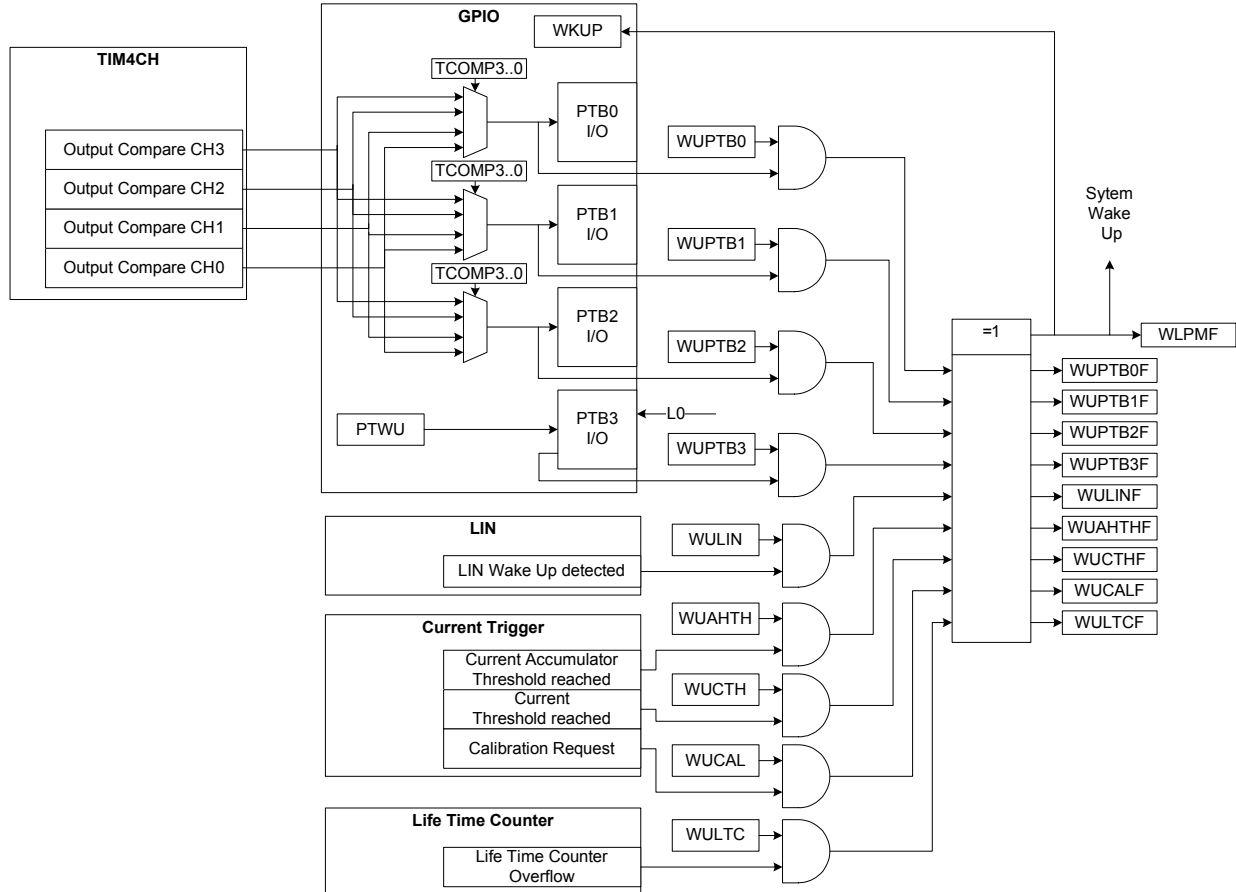 GPIO
WKUP
TIM4CH
TCOMP3..0
PTB0
I/O
Output Compare CH3
Output Compare CH2
Output Compare CH1
Output Compare CH0
TCOMP3..0
PTB1
I/O
TCOMP3..0
PTB2
I/O
PTWU
PTB3
I/O
L0
WUPTB0
WUPTB1
WUPTB2
WUPTB3
Sytem
Wake
Up
=1
WLPMF
WUPTB0F
WUPTB1F
WUPTB2F
WUPTB3F
WULINF
WUAHTHF
WUCTHF
WUCALF
WULTCF
LIN
LIN Wake Up detected
WULIN
Current Trigger
Current Accumulator
Threshold reached
Current
Threshold reached
Calibration Request
WUAHTH
WUCTH
WUCAL
Life Time Counter
Life Time Counter
Overflow
WULTC